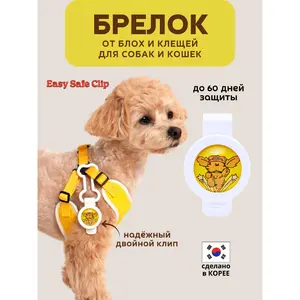 БРЕЛОК
ОТ БЛОХ И КЛЕЩЕЙ
ДЛЯ СОБАК И КОШЕК
Easy Safe Clip
до 60 дней
защиты
надёжный
двойной клип
сделано
в КОРЕЕ